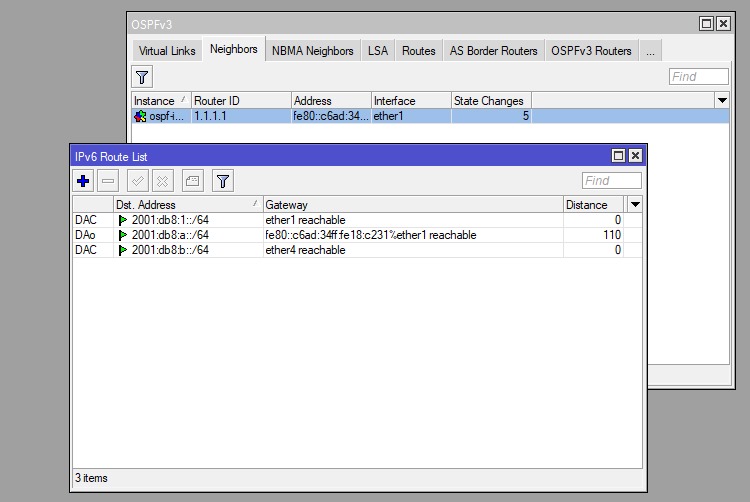 OSPFv3
Virtual Links Neighbors NBMA Neighbors LSA Routes AS Border Routers OSPFv3 Routers ...
Find
Instance Router ID Address Interface State Changes
ospf-i... 1.1.1.1 fe80::c6ad:34... ether1 5
IPv6 Route List
Find
Dst. Address Gateway Distance
DAC 2001:db8:1::/64 ether1 reachable 0
DAo 2001:db8:a::/64 fe80::c6ad:34ff:fe18:c231%ether1 reachable 110
DAC 2001:db8:b::/64 ether4 reachable 0
3 items